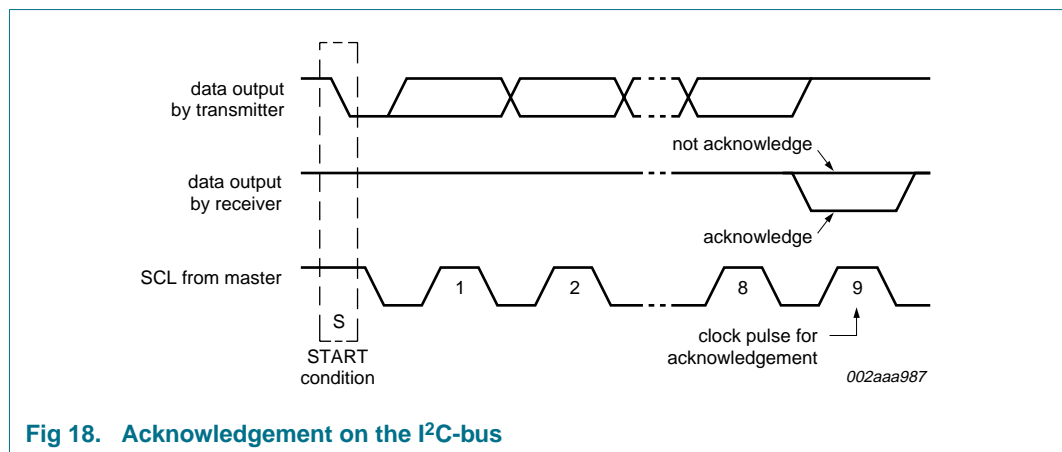 data output
by transmitter
not acknowledge
data output
by receiver
acknowledge
SCL from master
1
2
8
9
S
START
condition
clock pulse for
acknowledgement
002aaa987
Fig 18. Acknowledgement on the I²C-bus